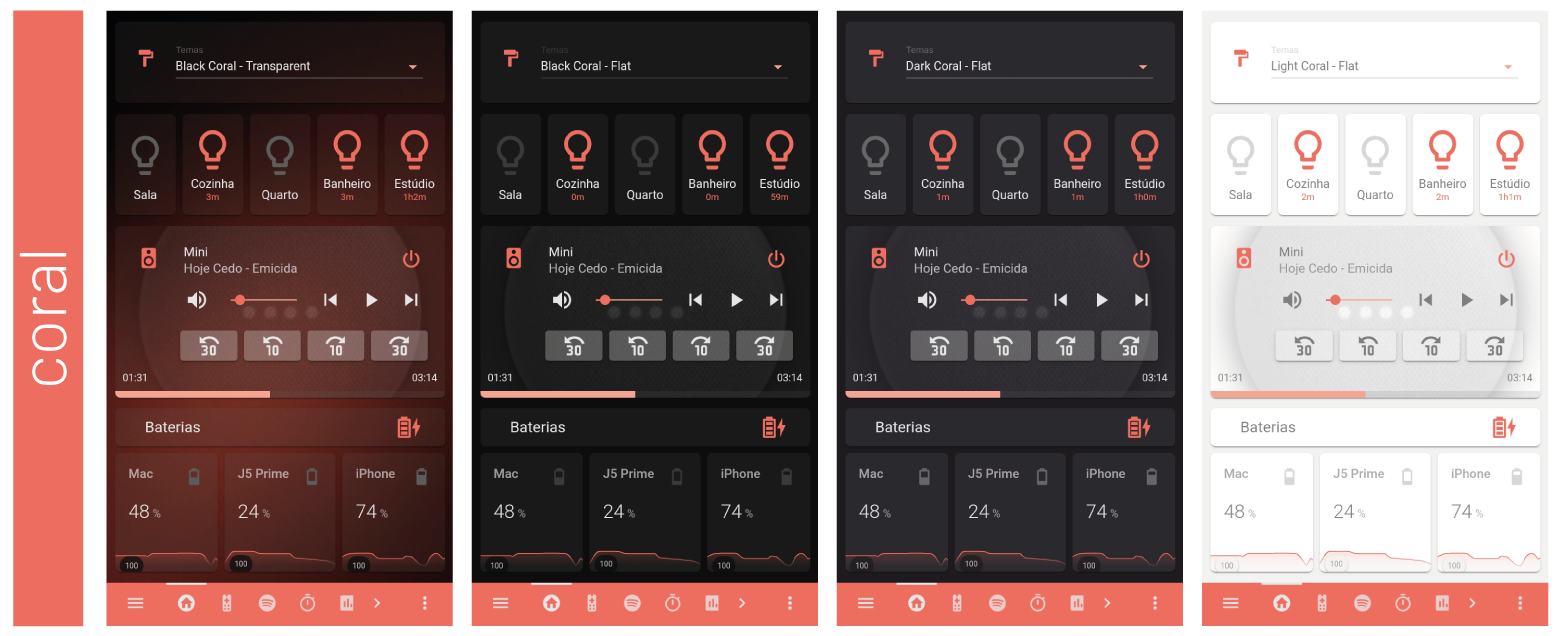 coral
Temas
Black Coral - Transparent
Sala
Cozinha
3m
Quarto
Banheiro
3m
Estúdio
1h2m
Mini
Hoje Cedo - Emicida
30
10
10
30
01:31
03:14
Baterias
Mac
48 %
100
J5 Prime
24 %
100
iPhone
74 %
100
Temas
Black Coral - Flat
Sala
Cozinha
0m
Quarto
Banheiro
0m
Estúdio
59m
Mini
Hoje Cedo - Emicida
30
10
10
30
01:31
03:14
Baterias
Mac
48 %
100
J5 Prime
24 %
100
iPhone
74 %
100
Temas
Dark Coral - Flat
Sala
Cozinha
1m
Quarto
Banheiro
1m
Estúdio
1h0m
Mini
Hoje Cedo - Emicida
30
10
10
30
01:31
03:14
Baterias
Mac
48 %
100
J5 Prime
24 %
100
iPhone
74 %
100
Temas
Light Coral - Flat
Sala
Cozinha
2m
Quarto
Banheiro
2m
Estúdio
1h1m
Mini
Hoje Cedo - Emicida
30
10
10
30
01:31
03:14
Baterias
Mac
48 %
100
J5 Prime
24 %
100
iPhone
74 %
100